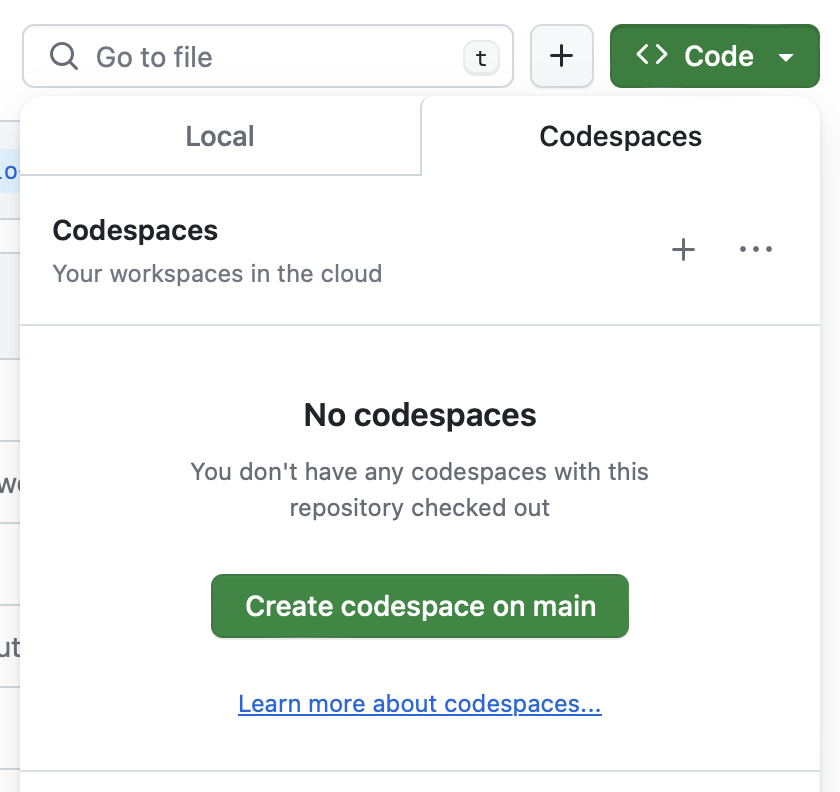 Go to file
t
Code
Local
Codespaces
Codespaces
Your workspaces in the cloud
No codespaces
You don't have any codespaces with this
repository checked out
Create codespace on main
Learn more about codespaces...